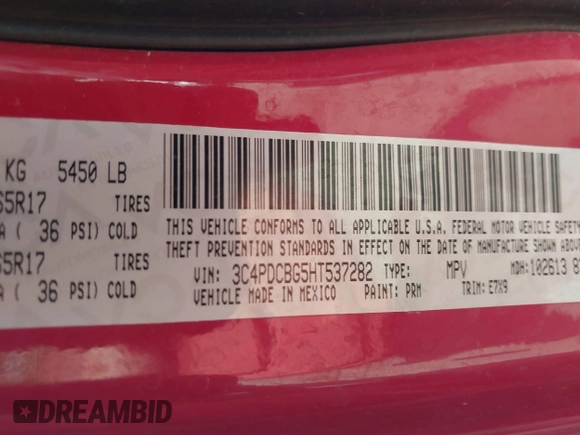 KG 5450 LB
5R17 TIRES
( 36 PSI) COLD
5R17 TIRES
( 36 PSI) COLD
THIS VEHICLE CONFORMS TO ALL APPLICABLE U.S.A. FEDERAL MOTOR VEHICLE SAFETY
THEFT PREVENTION STANDARDS IN EFFECT ON THE DATE OF MANUFACTURE SHOWN ABOVE
VIN: 3C4PDCBG5HT537282 TYPE: MPV MDH:102613
VEHICLE MADE IN MEXICO PAINT: PRM TRIM: E7X9
DREAMBID